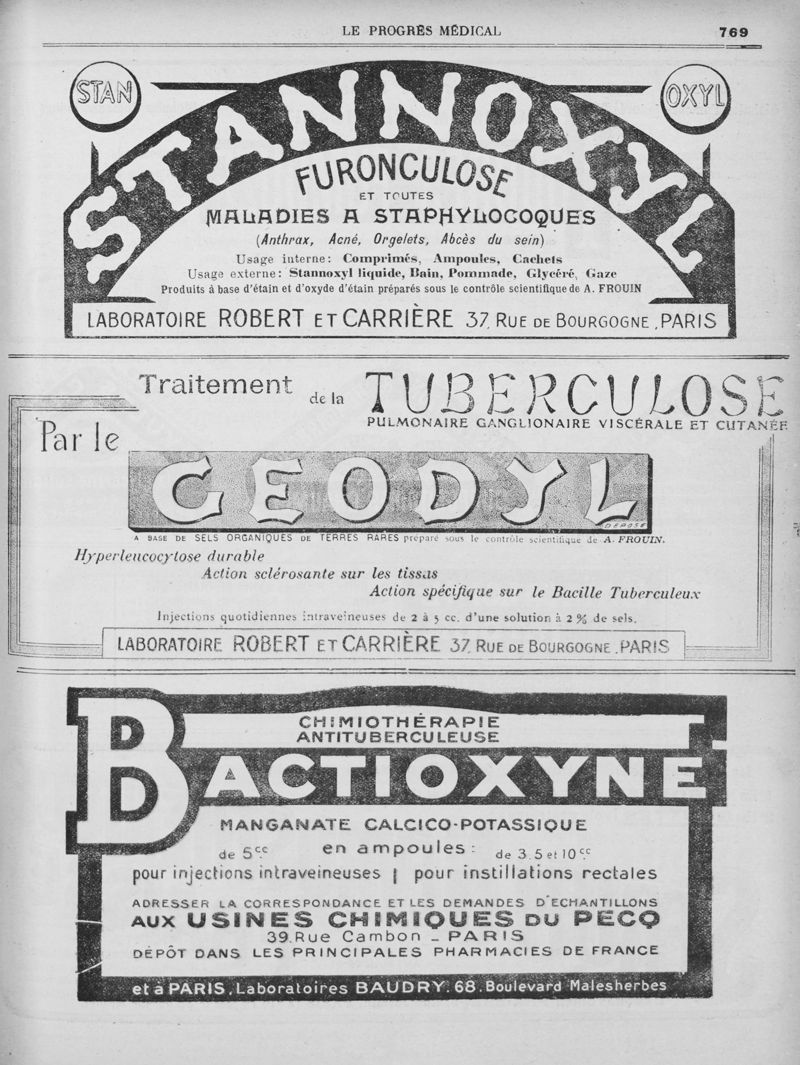 LE PROGRÈS MÉDICAL
769
STAN
OXYL
STANNOXYL
FURONCULOSE
ET TOUTES
MALADIES A STAPHYLOCOQUES
(Anthrax, Acné, Orgelets, Abcès du sein)
Usage interne: Comprimés, Ampoules, Cachets
Usage externe: Stannoxyl liquide, Bain, Pommade, Glycéré, Gaze
Produits à base d'étain et d'oxyde d'étain préparés sous le contrôle scientifique de A. FROUIN
LABORATOIRE ROBERT ET CARRIÈRE 37, RUE DE BOURGOGNE, PARIS
Traitement de la TUBERCULOSE
PULMONAIRE GANGLIONAIRE VISCÉRALE ET CUTANÉE
Par le
GEODYL
DEPOSE
A BASE DE SELS ORGANIQUES DE TERRES RARES préparé sous le contrôle scientifique de A. FROUIN.
Hyperleucocytose durable
Action sclérosante sur les tissus
Action spécifique sur le Bacille Tuberculeux
Injections quotidiennes intraveineuses de 2 à 5 cc. d'une solution à 2 % de sels.
LABORATOIRE ROBERT ET CARRIÈRE 37, RUE DE BOURGOGNE, PARIS
CHIMIOTHÉRAPIE
ANTITUBERCULEUSE
BACTIOXYNE
MANGANATE CALCICO-POTASSIQUE
en ampoules:
de 5cc de 3.5 et 10cc
pour injections intraveineuses | pour instillations rectales
ADRESSER LA CORRESPONDANCE ET LES DEMANDES D'ECHANTILLONS
AUX USINES CHIMIQUES DU PECQ
39. Rue Cambon _ PARIS
DÉPÔT DANS LES PRINCIPALES PHARMACIES DE FRANCE
et à PARIS, Laboratoires BAUDRY. 68. Boulevard Malesherbes